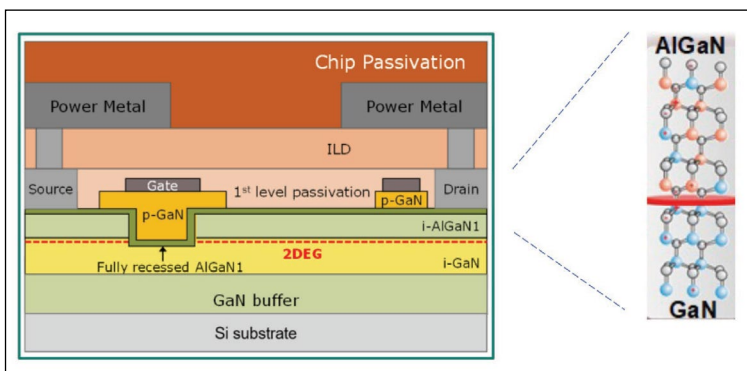 Chip Passivation
Power Metal
Power Metal
ILD
Source
Gate
1st level passivation
p-GaN
Drain
p-GaN
i-AlGaN1
2DEG
Fully recessed AlGaN1
i-GaN
GaN buffer
Si substrate
AlGaN
GaN